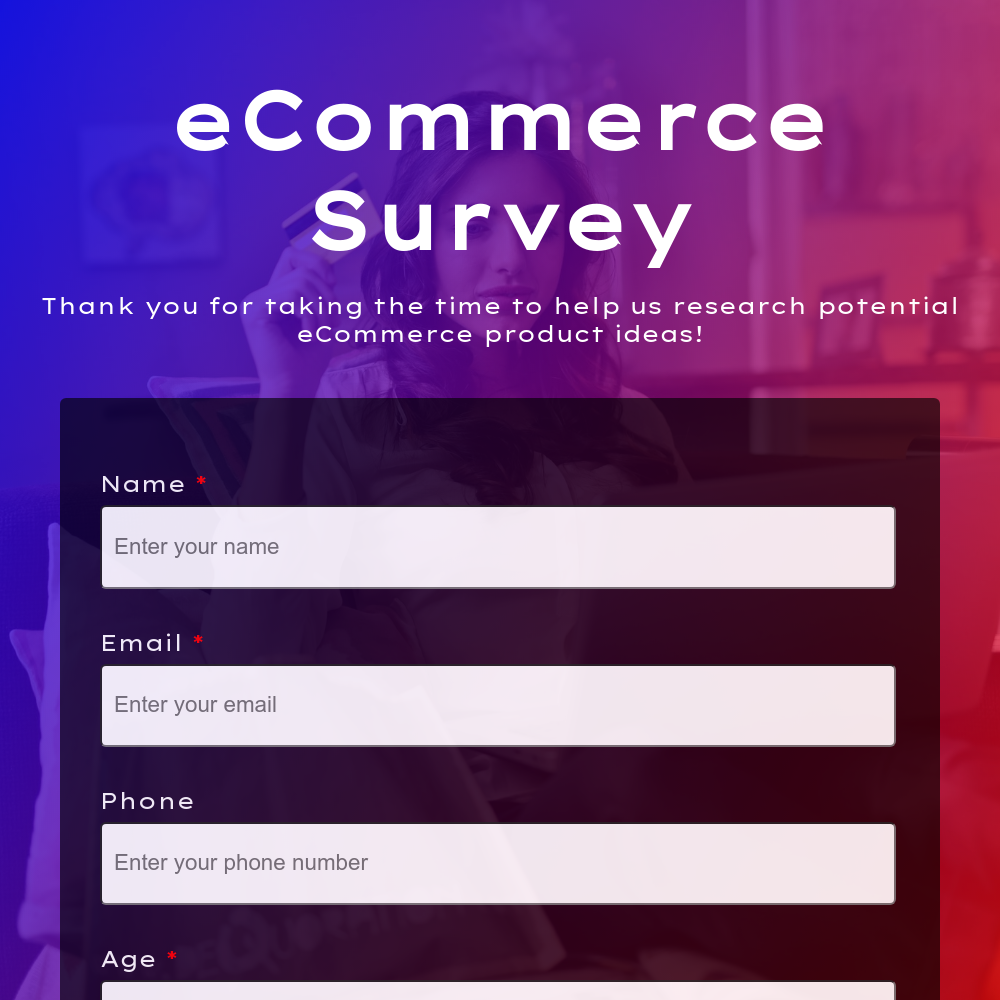 eCommerce
Survey
Thank you for taking the time to help us research potential
eCommerce product ideas!
Name *
Enter your name
Email *
Enter your email
Phone
Enter your phone number
Age *